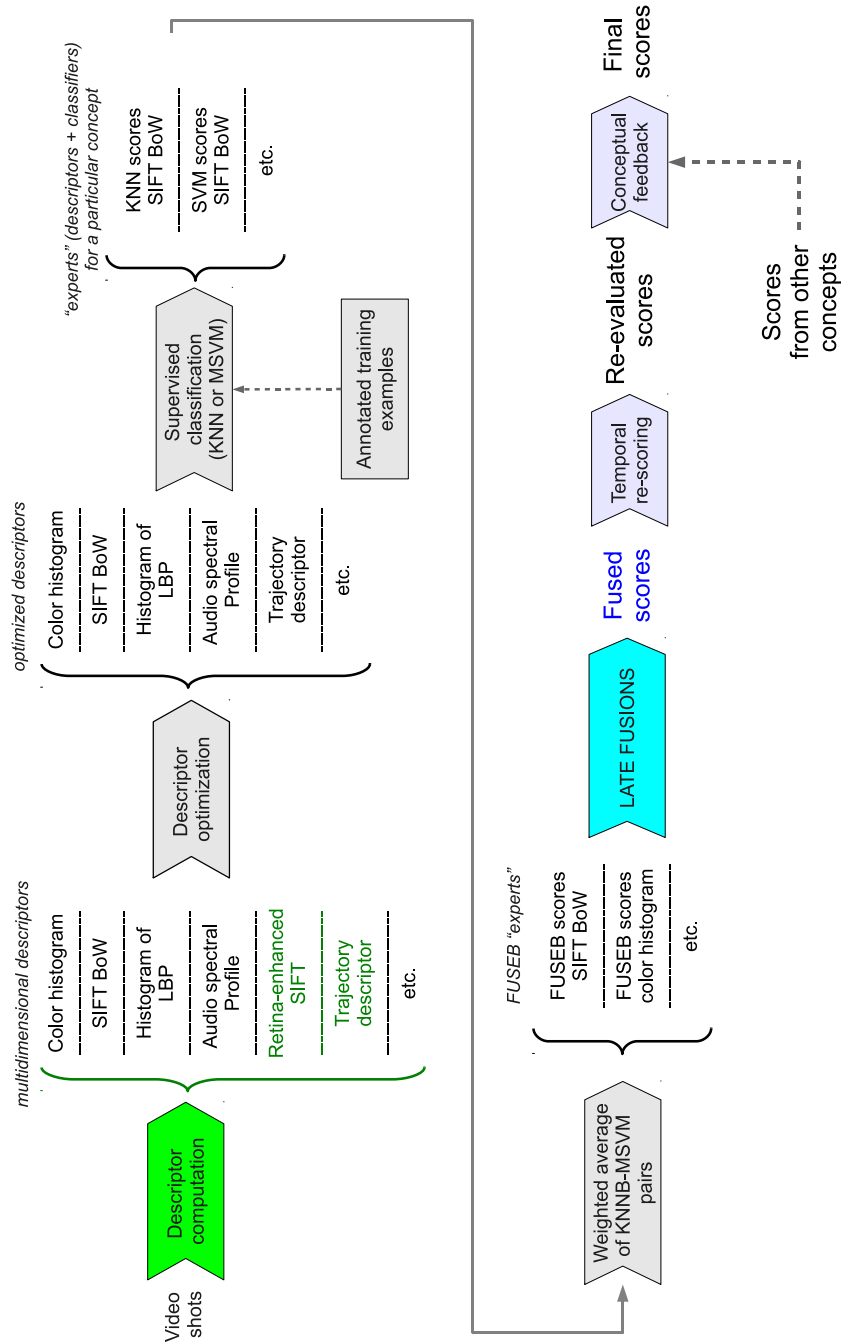 Video
shots
Descriptor
computation
multidimensional descriptors
Color histogram
SIFT BoW
Histogram of
LBP
Audio spectral
Profile
Retina-enhanced
SIFT
Trajectory
descriptor
etc.
Descriptor
optimization
optimized descriptors
Color histogram
SIFT BoW
Histogram of
LBP
Audio spectral
Profile
Trajectory
descriptor
etc.
Supervised
classification
(KNN or MSVM)
Annotated training
examples
“experts” (descriptors + classifiers)
for a particular concept
KNN scores
SIFT BoW
SVM scores
SIFT BoW
etc.
Weighted average
of KNNB-MSVM
pairs
FUSEB “experts”
FUSEB scores
SIFT BoW
FUSEB scores
color histogram
etc.
LATE FUSIONS
Fused
scores
Temporal
re-scoring
Re-evaluated
scores
Conceptual
feedback
Scores
from other
concepts
Final
scores